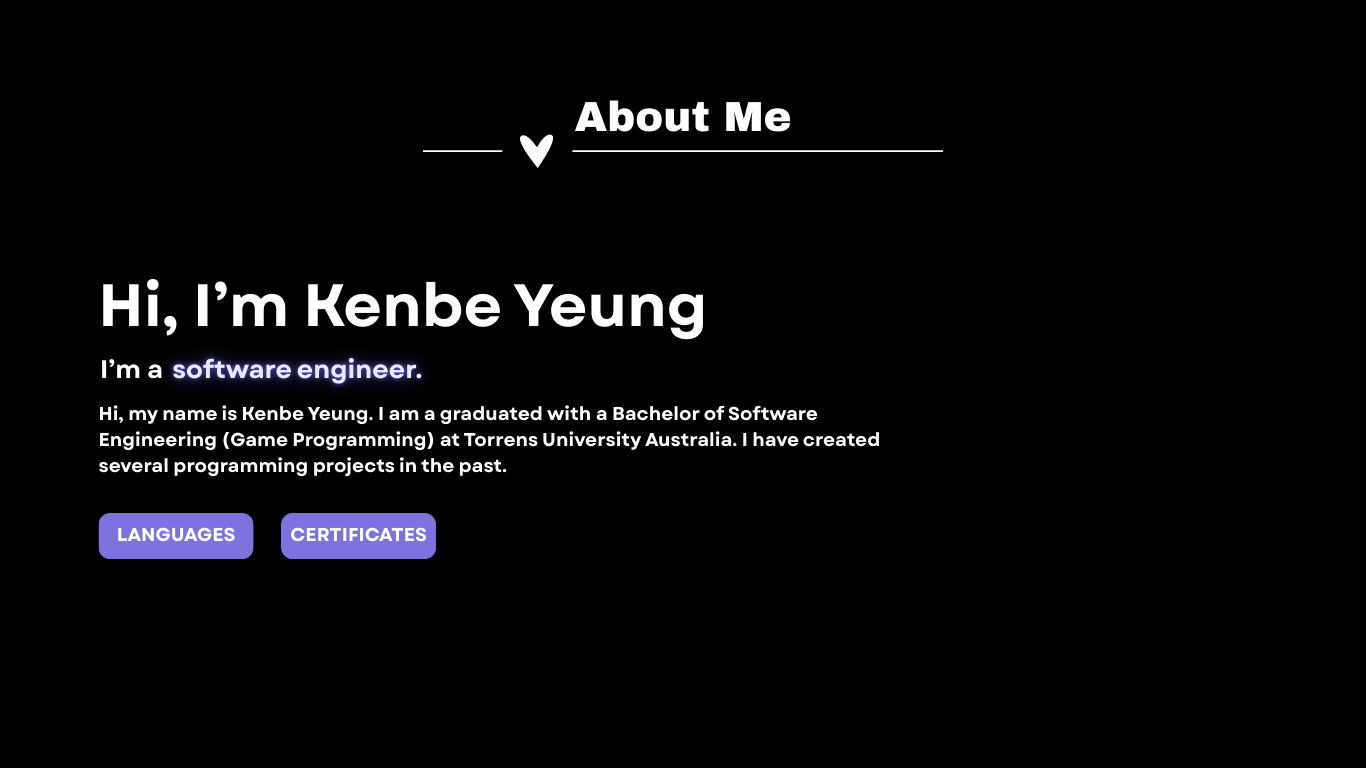 About Me
Hi, I’m Kenbe Yeung
I’m a software engineer.
Hi, my name is Kenbe Yeung. I am a graduated with a Bachelor of Software
Engineering (Game Programming) at Torrens University Australia. I have created
several programming projects in the past.
LANGUAGES
CERTIFICATES